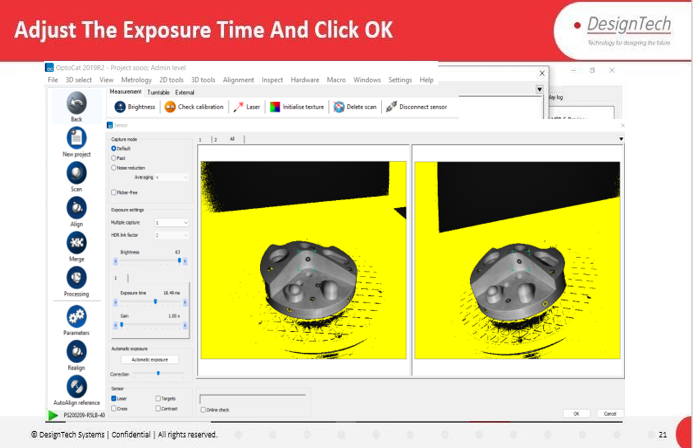 Adjust The Exposure Time And Click OK
DesignTech
Technology for designing the future
OptoCat 2019R2 - Project sooo; Admin level
File 3D select View Metrology 2D tools 3D tools Alignment Inspect Hardware Macro Windows Settings Help
Measurement Turntable External
Brightness Check calibration Laser Initialise texture Delete scan Disconnect sensor
lay log
Back
New project
Scan
Align
Merge
Processing
Parameters
Realign
AutoAlign reference
PS200209-RSLB-40
Sensor
Capture mode
Default
Fast
Noise reduction
Averaging 4
Flicker-free
Exposure settings
Multiple capture 1
HDR link factor 2
Brightness 63
1
Exposure time 18.49 ms
Gain 1.00 x
Automatic exposure
Automatic exposure
Correction
Sensor
Laser Targets
Cross Contrast
1 2 All
Online check
OK Cancel
© DesignTech Systems | Confidential | All rights reserved.
21